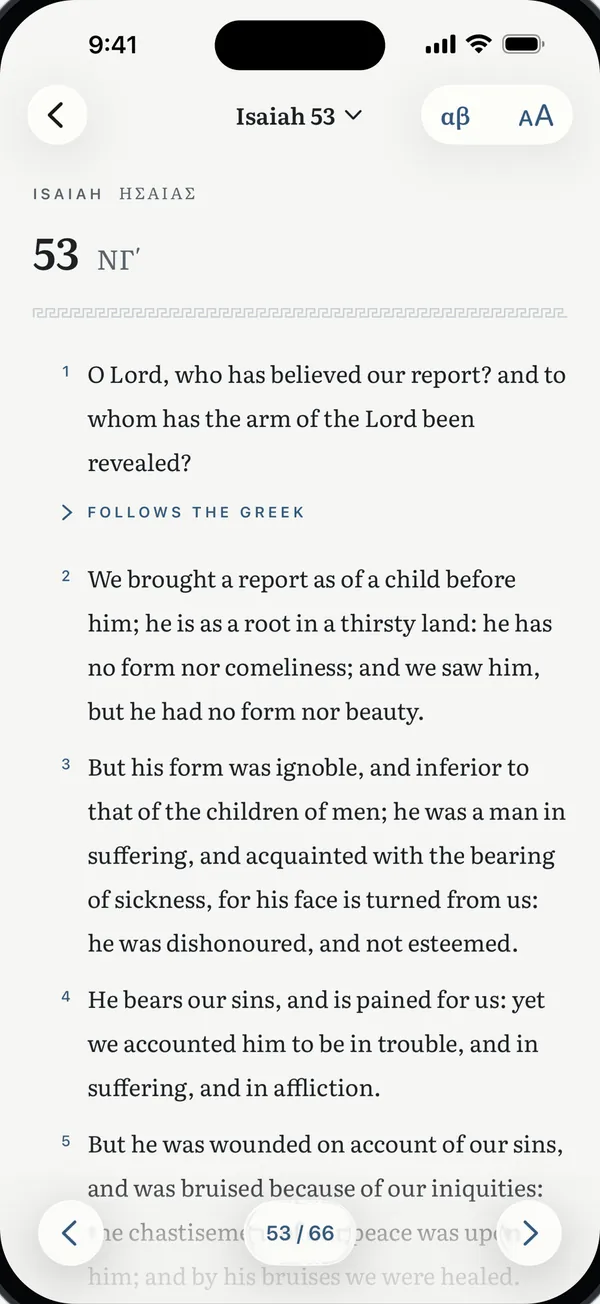 9:41
Isaiah 53
αβ AA
ISAIAH ΗΣΑΙΑΣ
53 ΝΓʹ
1 O Lord, who has believed our report? and to
whom has the arm of the Lord been
revealed?
FOLLOWS THE GREEK
2 We brought a report as of a child before
him; he is as a root in a thirsty land: he has
no form nor comeliness; and we saw him,
but he had no form nor beauty.
3 But his form was ignoble, and inferior to
that of the children of men; he was a man in
suffering, and acquainted with the bearing
of sickness, for his face is turned from us:
he was dishonoured, and not esteemed.
4 He bears our sins, and is pained for us: yet
we accounted him to be in trouble, and in
suffering, and in affliction.
5 But he was wounded on account of our sins,
and was bruised because of our iniquities:
peace was
53 / 66
him; and by his bruises we were healed.